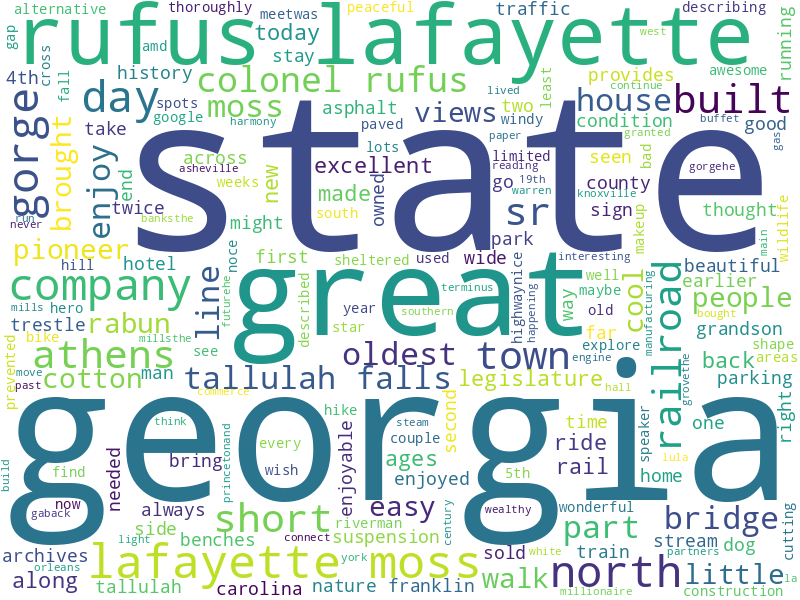 alternative
thoroughly
amd
gap
cross
4th
fall
history
rufus
lafayette
meetwas
today
stay
peaceful
traffic
west
describing
running
awesome
google
spots
day
colonel rufus
moss
harmony
asphalt
paved
views
windy
two
least
house
provides
continue
built
condition
granted
good
gorge
brought
enjoy
take
end
twice
across
asheville
weeks
new
lots
excellent
made
south
owned
lived
paper
limited
reading
go
19th
warren
sr
park
seen
county
sign
bad
buffet
gorgehe
knoxville
thought
gas
cutting
wildlife
main
never
run
banksthe
might
state
pioneer
hill
hotel
noce
first
sheltered
used
wide
interesting
makeup
beautiful
company
line
futurehe
great
described
year
terminus
highwaynice
happening
way
well
maybe
cool
manufacturing
railroad
earlier
people
bought
mills
hero
trestle
millsthe
rabun
see
star
southern
old
engine
far
explore
grandson
shape
areas
prevented
bike
athens
man
oldest town
back
move
past
cotton
tallulah falls
legislature
hall
grovethe
parking
commerce
hike
georgia
think
every
steam
couple
second
time
speaker
one
right
find
needed
bring
princetonand
wish
enjoyable
ages
enjoyed
5th
ride
rail
home
lula
build
now
gaback
always
short
easy
wealthy
wonderful
part
bridge
stream
side
benches
riverman
suspension
century
archives
light
connect
york
lafayette moss
sold
white
train
dog
partners
along
orleans
tallulah
carolina
nature
franklin
walk
north
millionaire
little
construction
la